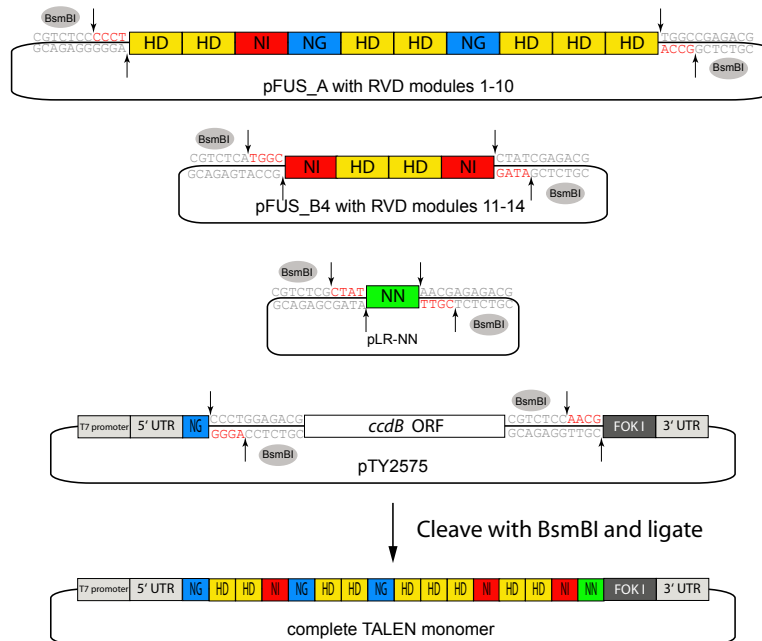 BsmBI
CGTCTCCCCCT TGGCCGAGACG
HD HD NI NG HD HD NG HD HD HD
GCAGAGGGGGA ACCGGCTCTGC
BsmBI
pFUS_A with RVD modules 1-10
BsmBI
CGTCTCATGGC CTATCGAGACG
NI HD HD NI
GCAGAGTACCG GATAGCTCTGC
BsmBI
pFUS_B4 with RVD modules 11-14
BsmBI
CGTCTCGCTAT AACGAGAGACG
NN
GCAGAGCGATA TTGCTCTCTGC
BsmBI
pLR-NN
BsmBI
CCCTGGAGACG CGTCTCCAACG
T7 promoter 5' UTR NG ccdB ORF FOK I 3' UTR
GGGACCTCTGC GCAGAGGTTGC
BsmBI
pTY2575
Cleave with BsmBI and ligate
T7 promoter 5' UTR NG HD HD NI NG HD HD NG HD HD HD NI HD HD NI NN FOK I 3' UTR
complete TALEN monomer